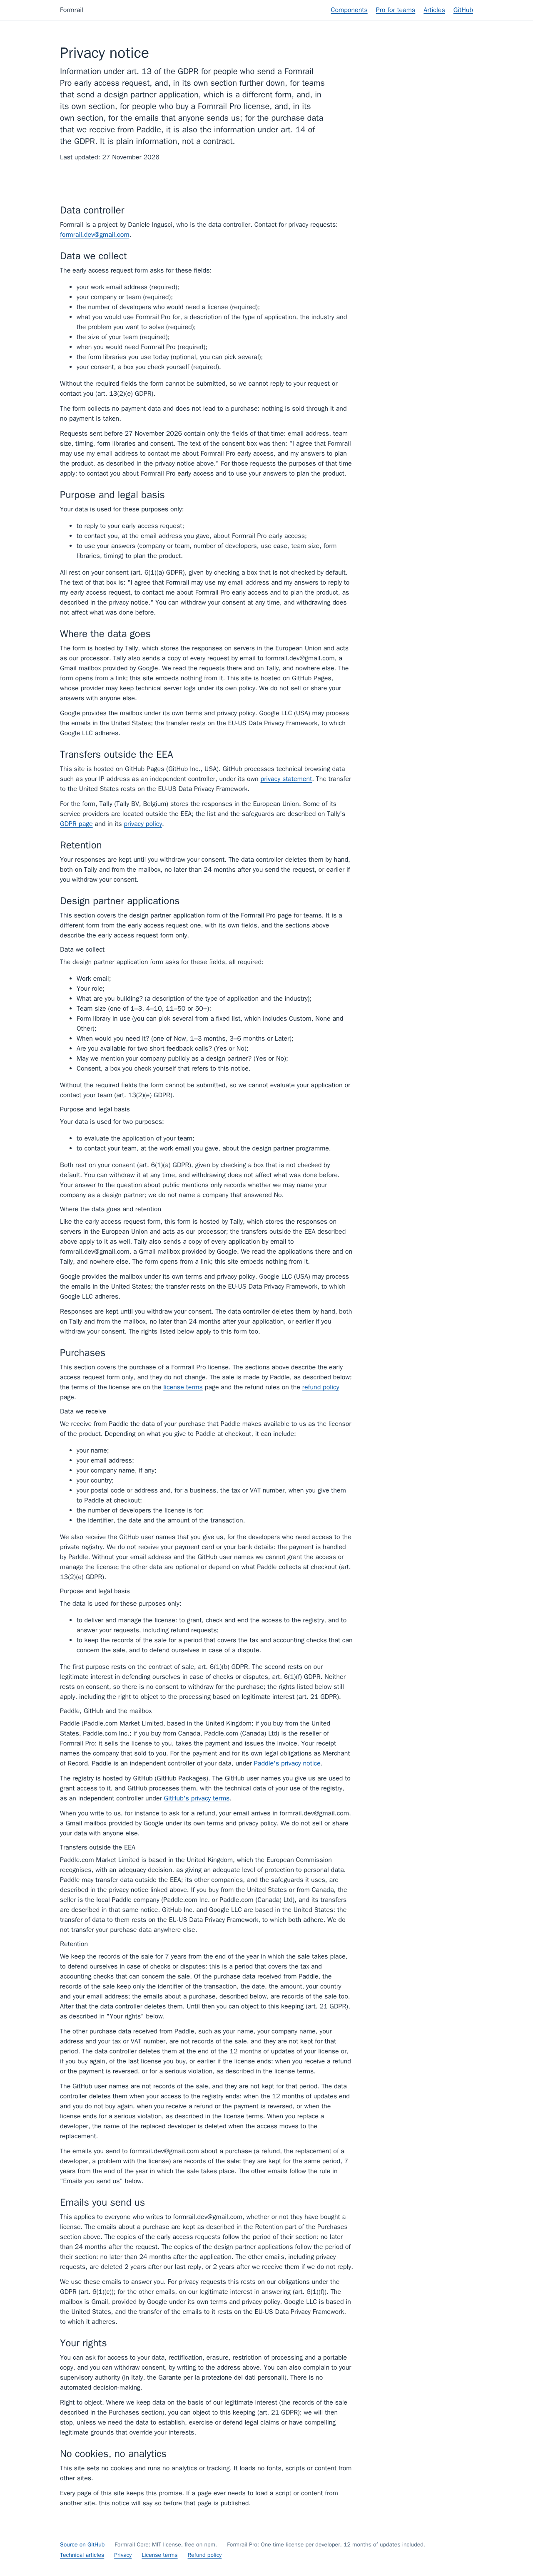 Formrail
Components Pro for teams Articles GitHub
Privacy notice
Information under art. 13 of the GDPR for people who send a Formrail
Pro early access request, and, in its own section further down, for teams
that send a design partner application, which is a different form, and, in
its own section, for people who buy a Formrail Pro license, and, in its
own section, for the emails that anyone sends us; for the purchase data
that we receive from Paddle, it is also the information under art. 14 of
the GDPR. It is plain information, not a contract.
Last updated: 27 November 2026
Data controller
Formrail is a project by Daniele Ingusci, who is the data controller. Contact for privacy requests:
formrail.dev@gmail.com.
Data we collect
The early access request form asks for these fields:
• your work email address (required);
• your company or team (required);
• the number of developers who would need a license (required);
• what you would use Formrail Pro for, a description of the type of application, the industry and
the problem you want to solve (required);
• the size of your team (required);
• when you would need Formrail Pro (required);
• the form libraries you use today (optional, you can pick several);
• your consent, a box you check yourself (required).
Without the required fields the form cannot be submitted, so we cannot reply to your request or
contact you (art. 13(2)(e) GDPR).
The form collects no payment data and does not lead to a purchase: nothing is sold through it and
no payment is taken.
Requests sent before 27 November 2026 contain only the fields of that time: email address, team
size, timing, form libraries and consent. The text of the consent box was then: "I agree that Formrail
may use my email address to contact me about Formrail Pro early access, and my answers to plan
the product, as described in the privacy notice above." For those requests the purposes of that time
apply: to contact you about Formrail Pro early access and to use your answers to plan the product.
Purpose and legal basis
Your data is used for these purposes only:
• to reply to your early access request;
• to contact you, at the email address you gave, about Formrail Pro early access;
• to use your answers (company or team, number of developers, use case, team size, form
libraries, timing) to plan the product.
All rest on your consent (art. 6(1)(a) GDPR), given by checking a box that is not checked by default.
The text of that box is: "I agree that Formrail may use my email address and my answers to reply to
my early access request, to contact me about Formrail Pro early access and to plan the product, as
described in the privacy notice." You can withdraw your consent at any time, and withdrawing does
not affect what was done before.
Where the data goes
The form is hosted by Tally, which stores the responses on servers in the European Union and acts
as our processor. Tally also sends a copy of every request by email to formrail.dev@gmail.com, a
Gmail mailbox provided by Google. We read the requests there and on Tally, and nowhere else. The
form opens from a link; this site embeds nothing from it. This site is hosted on GitHub Pages,
whose provider may keep technical server logs under its own policy. We do not sell or share your
answers with anyone else.
Google provides the mailbox under its own terms and privacy policy. Google LLC (USA) may process
the emails in the United States; the transfer rests on the EU-US Data Privacy Framework, to which
Google LLC adheres.
Transfers outside the EEA
This site is hosted on GitHub Pages (GitHub Inc., USA). GitHub processes technical browsing data
such as your IP address as an independent controller, under its own privacy statement. The transfer
to the United States rests on the EU-US Data Privacy Framework.
For the form, Tally (Tally BV, Belgium) stores the responses in the European Union. Some of its
service providers are located outside the EEA; the list and the safeguards are described on Tally's
GDPR page and in its privacy policy.
Retention
Your responses are kept until you withdraw your consent. The data controller deletes them by hand,
both on Tally and from the mailbox, no later than 24 months after you send the request, or earlier if
you withdraw your consent.
Design partner applications
This section covers the design partner application form of the Formrail Pro page for teams. It is a
different form from the early access request one, with its own fields, and the sections above
describe the early access request form only.
Data we collect
The design partner application form asks for these fields, all required:
• Work email;
• Your role;
• What are you building? (a description of the type of application and the industry);
• Team size (one of 1–3, 4–10, 11–50 or 50+);
• Form library in use (you can pick several from a fixed list, which includes Custom, None and
Other);
• When would you need it? (one of Now, 1–3 months, 3–6 months or Later);
• Are you available for two short feedback calls? (Yes or No);
• May we mention your company publicly as a design partner? (Yes or No);
• Consent, a box you check yourself that refers to this notice.
Without the required fields the form cannot be submitted, so we cannot evaluate your application or
contact your team (art. 13(2)(e) GDPR).
Purpose and legal basis
Your data is used for two purposes:
• to evaluate the application of your team;
• to contact your team, at the work email you gave, about the design partner programme.
Both rest on your consent (art. 6(1)(a) GDPR), given by checking a box that is not checked by
default. You can withdraw it at any time, and withdrawing does not affect what was done before.
Your answer to the question about public mentions only records whether we may name your
company as a design partner; we do not name a company that answered No.
Where the data goes and retention
Like the early access request form, this form is hosted by Tally, which stores the responses on
servers in the European Union and acts as our processor; the transfers outside the EEA described
above apply to it as well. Tally also sends a copy of every application by email to
formrail.dev@gmail.com, a Gmail mailbox provided by Google. We read the applications there and on
Tally, and nowhere else. The form opens from a link; this site embeds nothing from it.
Google provides the mailbox under its own terms and privacy policy. Google LLC (USA) may process
the emails in the United States; the transfer rests on the EU-US Data Privacy Framework, to which
Google LLC adheres.
Responses are kept until you withdraw your consent. The data controller deletes them by hand, both
on Tally and from the mailbox, no later than 24 months after your application, or earlier if you
withdraw your consent. The rights listed below apply to this form too.
Purchases
This section covers the purchase of a Formrail Pro license. The sections above describe the early
access request form only, and they do not change. The sale is made by Paddle, as described below;
the terms of the license are on the license terms page and the refund rules on the refund policy
page.
Data we receive
We receive from Paddle the data of your purchase that Paddle makes available to us as the licensor
of the product. Depending on what you give to Paddle at checkout, it can include:
• your name;
• your email address;
• your company name, if any;
• your country;
• your postal code or address and, for a business, the tax or VAT number, when you give them
to Paddle at checkout;
• the number of developers the license is for;
• the identifier, the date and the amount of the transaction.
We also receive the GitHub user names that you give us, for the developers who need access to the
private registry. We do not receive your payment card or your bank details: the payment is handled
by Paddle. Without your email address and the GitHub user names we cannot grant the access or
manage the license; the other data are optional or depend on what Paddle collects at checkout (art.
13(2)(e) GDPR).
Purpose and legal basis
The data is used for these purposes only:
• to deliver and manage the license: to grant, check and end the access to the registry, and to
answer your requests, including refund requests;
• to keep the records of the sale for a period that covers the tax and accounting checks that can
concern the sale, and to defend ourselves in case of a dispute.
The first purpose rests on the contract of sale, art. 6(1)(b) GDPR. The second rests on our
legitimate interest in defending ourselves in case of checks or disputes, art. 6(1)(f) GDPR. Neither
rests on consent, so there is no consent to withdraw for the purchase; the rights listed below still
apply, including the right to object to the processing based on legitimate interest (art. 21 GDPR).
Paddle, GitHub and the mailbox
Paddle (Paddle.com Market Limited, based in the United Kingdom; if you buy from the United
States, Paddle.com Inc.; if you buy from Canada, Paddle.com (Canada) Ltd) is the reseller of
Formrail Pro: it sells the license to you, takes the payment and issues the invoice. Your receipt
names the company that sold to you. For the payment and for its own legal obligations as Merchant
of Record, Paddle is an independent controller of your data, under Paddle's privacy notice.
The registry is hosted by GitHub (GitHub Packages). The GitHub user names you give us are used to
grant access to it, and GitHub processes them, with the technical data of your use of the registry,
as an independent controller under GitHub's privacy terms.
When you write to us, for instance to ask for a refund, your email arrives in formrail.dev@gmail.com,
a Gmail mailbox provided by Google under its own terms and privacy policy. We do not sell or share
your data with anyone else.
Transfers outside the EEA
Paddle.com Market Limited is based in the United Kingdom, which the European Commission
recognises, with an adequacy decision, as giving an adequate level of protection to personal data.
Paddle may transfer data outside the EEA; its other companies, and the safeguards it uses, are
described in the privacy notice linked above. If you buy from the United States or from Canada, the
seller is the local Paddle company (Paddle.com Inc. or Paddle.com (Canada) Ltd), and its transfers
are described in that same notice. GitHub Inc. and Google LLC are based in the United States: the
transfer of data to them rests on the EU-US Data Privacy Framework, to which both adhere. We do
not transfer your purchase data anywhere else.
Retention
We keep the records of the sale for 7 years from the end of the year in which the sale takes place,
to defend ourselves in case of checks or disputes: this is a period that covers the tax and
accounting checks that can concern the sale. Of the purchase data received from Paddle, the
records of the sale keep only the identifier of the transaction, the date, the amount, your country
and your email address; the emails about a purchase, described below, are records of the sale too.
After that the data controller deletes them. Until then you can object to this keeping (art. 21 GDPR),
as described in "Your rights" below.
The other purchase data received from Paddle, such as your name, your company name, your
address and your tax or VAT number, are not records of the sale, and they are not kept for that
period. The data controller deletes them at the end of the 12 months of updates of your license or,
if you buy again, of the last license you buy, or earlier if the license ends: when you receive a refund
or the payment is reversed, or for a serious violation, as described in the license terms.
The GitHub user names are not records of the sale, and they are not kept for that period. The data
controller deletes them when your access to the registry ends: when the 12 months of updates end
and you do not buy again, when you receive a refund or the payment is reversed, or when the
license ends for a serious violation, as described in the license terms. When you replace a
developer, the name of the replaced developer is deleted when the access moves to the
replacement.
The emails you send to formrail.dev@gmail.com about a purchase (a refund, the replacement of a
developer, a problem with the license) are records of the sale: they are kept for the same period, 7
years from the end of the year in which the sale takes place. The other emails follow the rule in
"Emails you send us" below.
Emails you send us
This applies to everyone who writes to formrail.dev@gmail.com, whether or not they have bought a
license. The emails about a purchase are kept as described in the Retention part of the Purchases
section above. The copies of the early access requests follow the period of their section: no later
than 24 months after the request. The copies of the design partner applications follow the period of
their section: no later than 24 months after the application. The other emails, including privacy
requests, are deleted 2 years after our last reply, or 2 years after we receive them if we do not reply.
We use these emails to answer you. For privacy requests this rests on our obligations under the
GDPR (art. 6(1)(c)); for the other emails, on our legitimate interest in answering (art. 6(1)(f)). The
mailbox is Gmail, provided by Google under its own terms and privacy policy. Google LLC is based in
the United States, and the transfer of the emails to it rests on the EU-US Data Privacy Framework,
to which it adheres.
Your rights
You can ask for access to your data, rectification, erasure, restriction of processing and a portable
copy, and you can withdraw consent, by writing to the address above. You can also complain to your
supervisory authority (in Italy, the Garante per la protezione dei dati personali). There is no
automated decision-making.
Right to object. Where we keep data on the basis of our legitimate interest (the records of the sale
described in the Purchases section), you can object to this keeping (art. 21 GDPR); we will then
stop, unless we need the data to establish, exercise or defend legal claims or have compelling
legitimate grounds that override your interests.
No cookies, no analytics
This site sets no cookies and runs no analytics or tracking. It loads no fonts, scripts or content from
other sites.
Every page of this site keeps this promise. If a page ever needs to load a script or content from
another site, this notice will say so before that page is published.
Source on GitHub Formrail Core: MIT license, free on npm. Formrail Pro: One-time license per developer, 12 months of updates included.
Technical articles Privacy License terms Refund policy